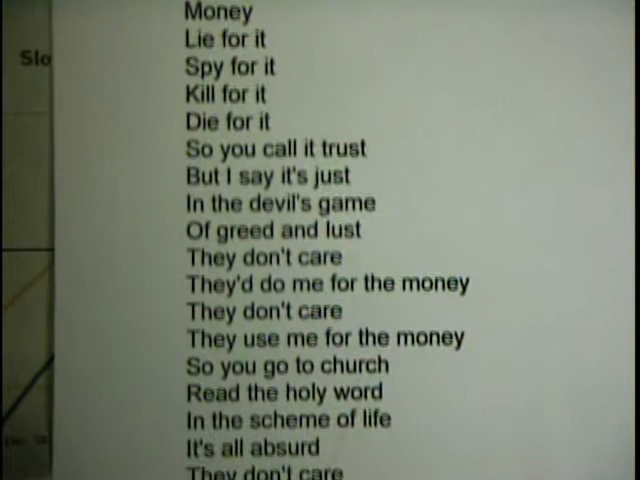 Money
Lie for it
Spy for it
Kill for it
Die for it
So you call it trust
But I say it's just
In the devil's game
Of greed and lust
They don't care
They'd do me for the money
They don't care
They use me for the money
So you go to church
Read the holy word
In the scheme of life
It's all absurd
They don't care
Slo